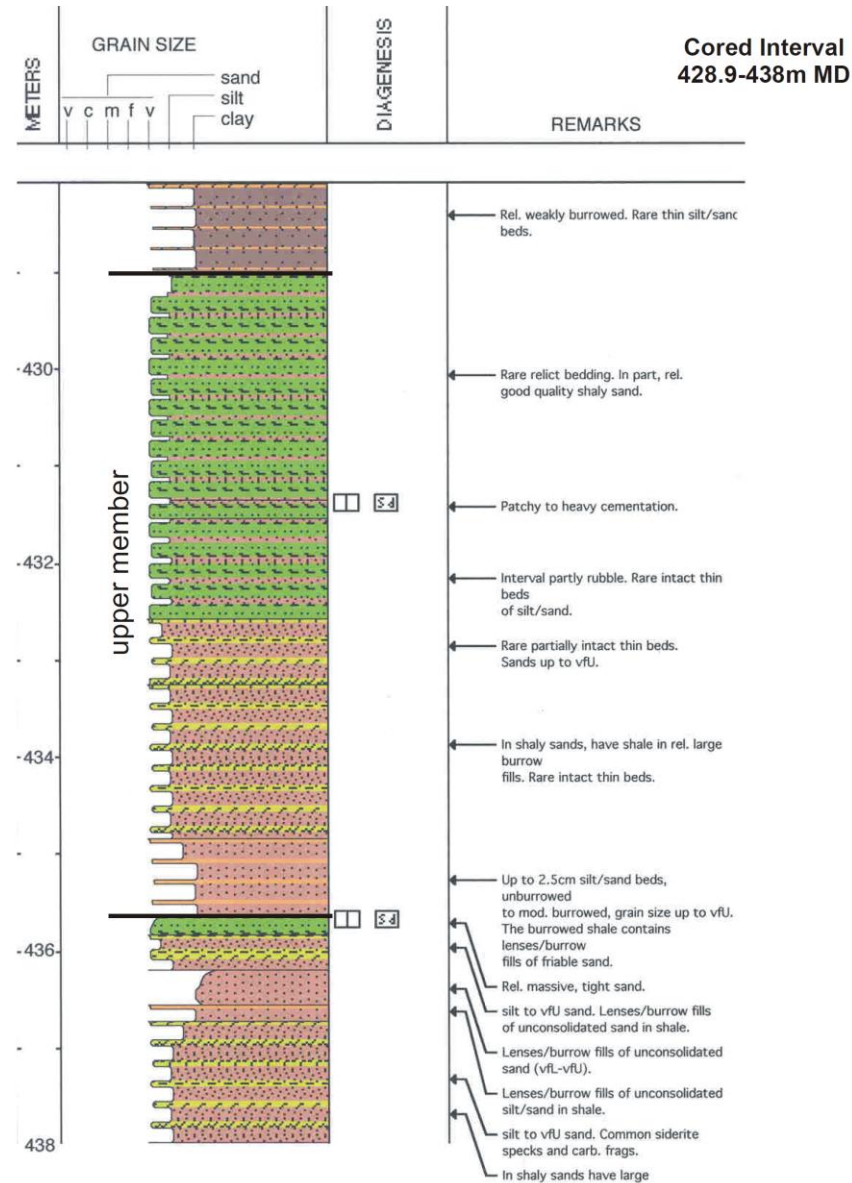 Cored Interval
428.9-438m MD
METERS
GRAIN SIZE
sand
silt
clay
v c m f v
DIAGENESIS
REMARKS
Rel. weakly burrowed. Rare thin silt/sand
beds.
430
Rare relict bedding. In part, rel.
good quality shaly sand.
upper member
Patchy to heavy cementation.
432
Interval partly rubble. Rare intact thin
beds
of silt/sand.
Rare partially intact thin beds.
Sands up to vfU.
434
In shaly sands, have shale in rel. large
burrow
fills. Rare intact thin beds.
Up to 2.5cm silt/sand beds,
unburrowed
to mod. burrowed, grain size up to vfU.
The burrowed shale contains
lenses/burrow
fills of friable sand.
436
Rel. massive, tight sand.
silt to vfU sand. Lenses/burrow fills
of unconsolidated sand in shale.
Lenses/burrow fills of unconsolidated
sand (vfL-vfU).
Lenses/burrow fills of unconsolidated
silt/sand in shale.
silt to vfU sand. Common siderite
specks and carb. frags.
438
In shaly sands have large